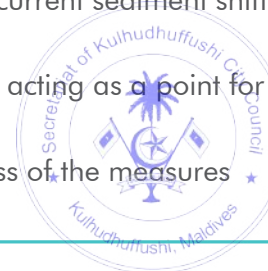 current sediment shift
acting as a point for
ss of the measures
Secretariat of Kulhudhuffushi City Council
Kulhudhuffushi, Maldives